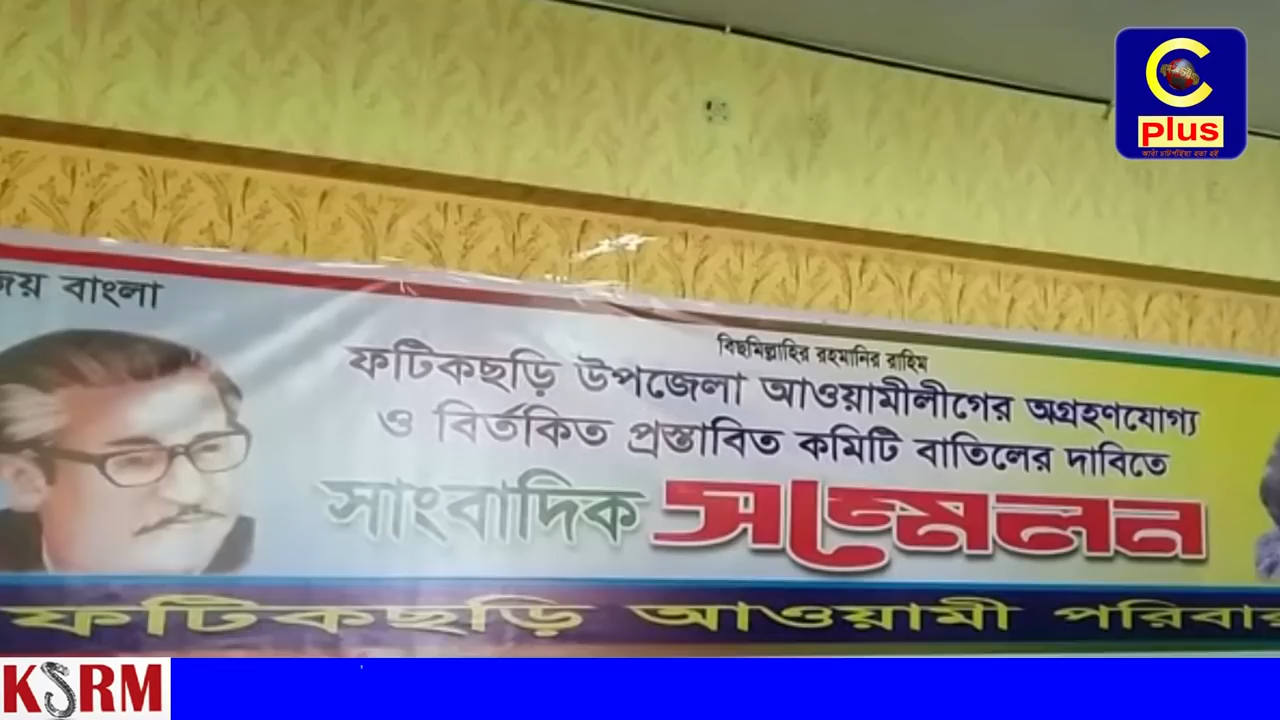 C
plus
জয় বাংলা
বিছমিল্লাহির রহমানির রাহিম
ফটিকছড়ি উপজেলা আওয়ামীলীগের অগ্রহণযোগ্য
ও বির্তকিত প্রস্তাবিত কমিটি বাতিলের দাবিতে
সাংবাদিক সম্মেলন
ফটিকছড়ি আওয়ামী পরিবার
KSRM